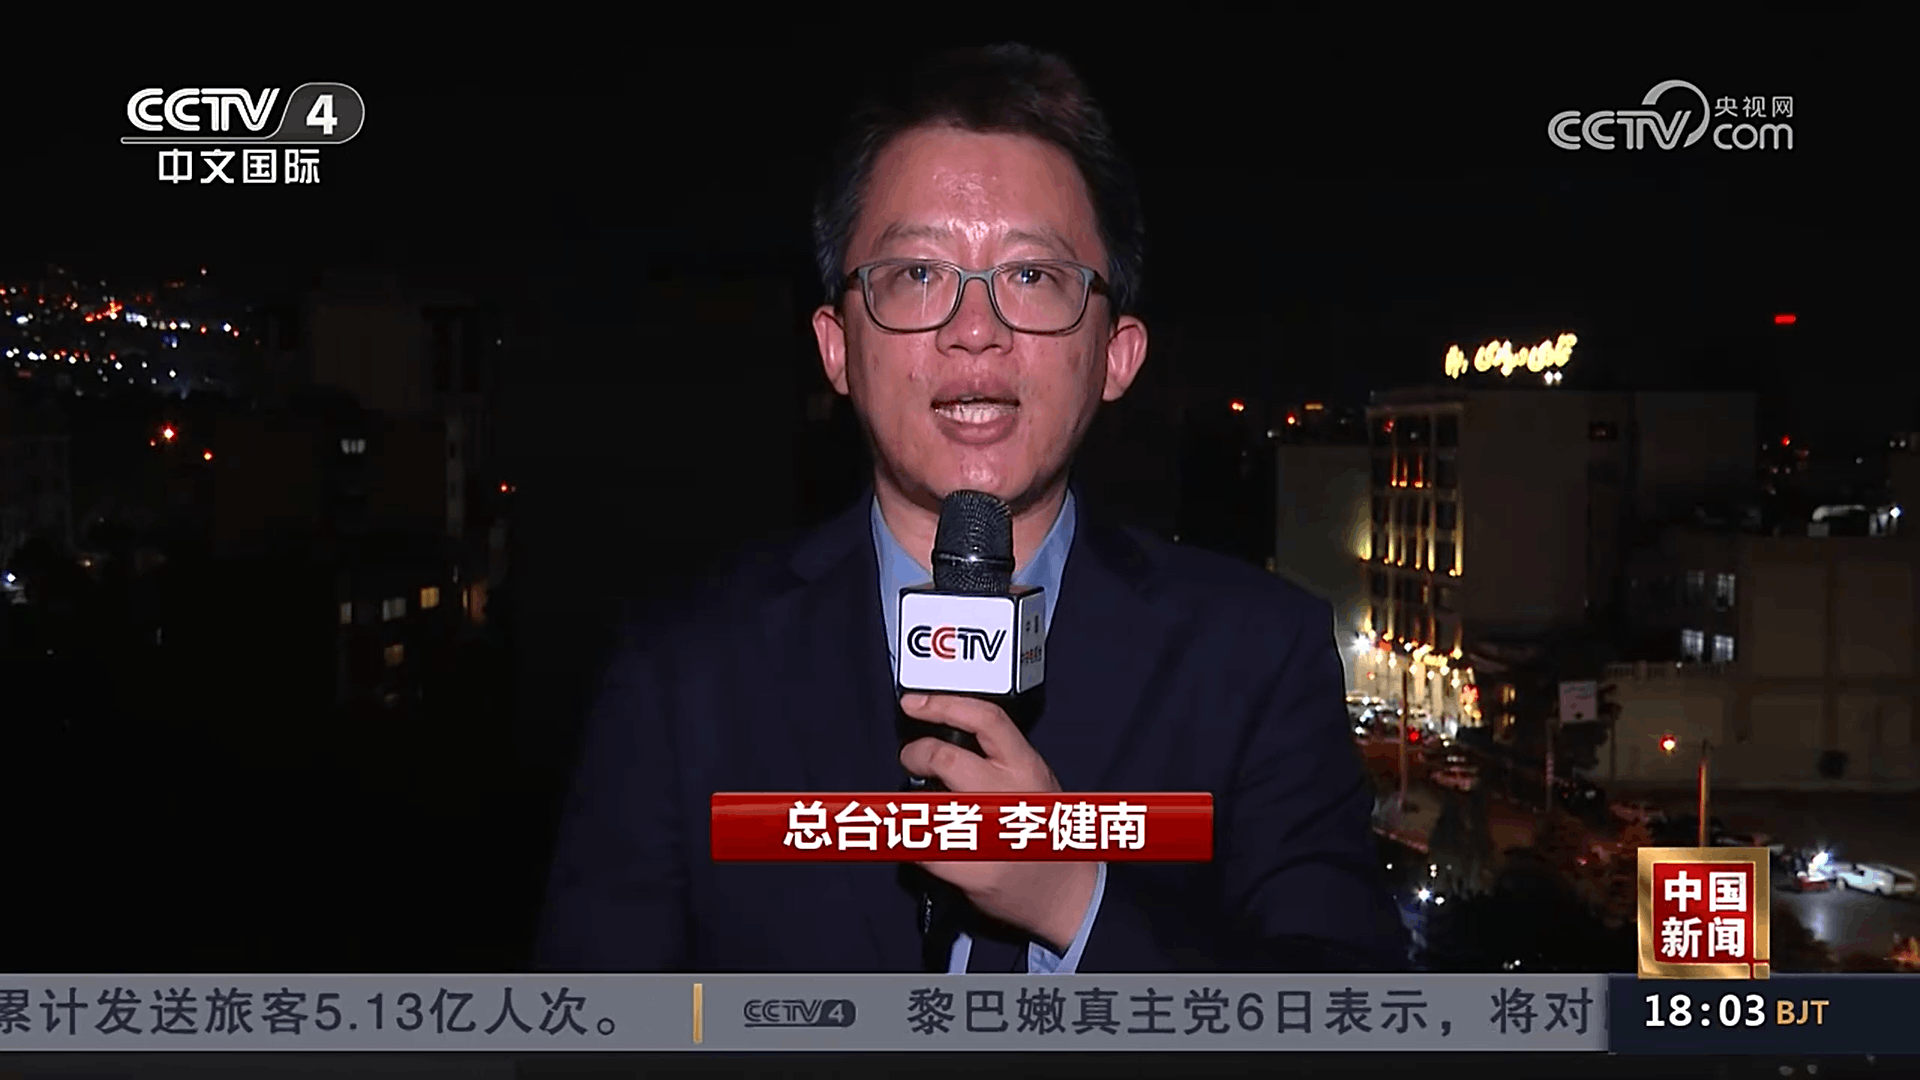 CCTV 4
中文国际
CCTV 央视网
com
CCTV
总台记者 李健南
中国
新闻
累计发送旅客5.13亿人次。
CCTV 4 黎巴嫩真主党6日表示，将对
18:03 BJT